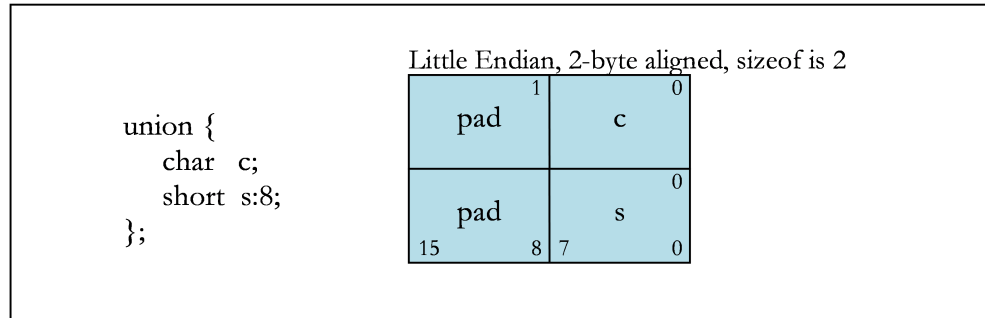 Little Endian, 2-byte aligned, sizeof is 2
union {
char c;
short s:8;
};
1 0
pad c
0
pad s
15 8 7 0